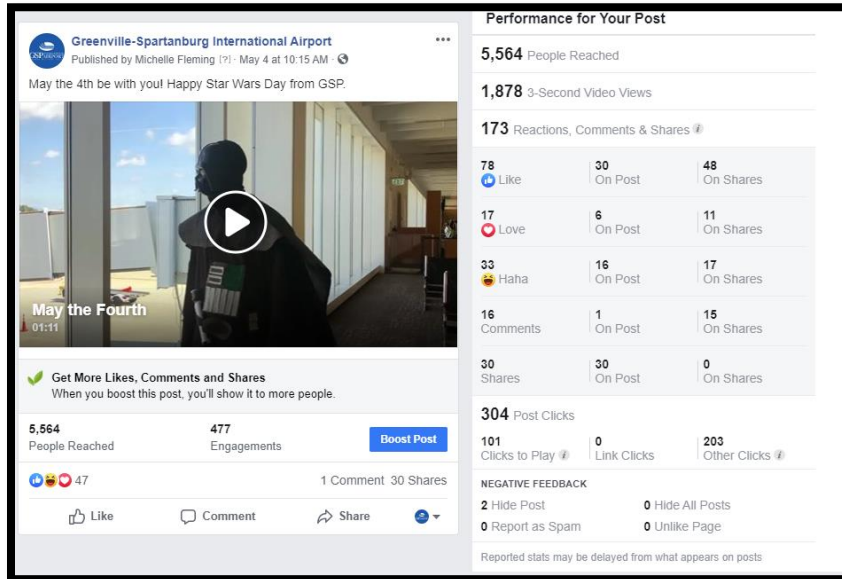 Greenville-Spartanburg International Airport
Published by Michelle Fleming [?] · May 4 at 10:15 AM ·
May the 4th be with you! Happy Star Wars Day from GSP.
May the Fourth
01:11
Get More Likes, Comments and Shares
When you boost this post, you'll show it to more people.
5,564 477
People Reached Engagements Boost Post
47 1 Comment 30 Shares
Like Comment Share
Performance for Your Post
5,564 People Reached
1,878 3-Second Video Views
173 Reactions, Comments & Shares
78 30 48
Like On Post On Shares
17 6 11
Love On Post On Shares
33 16 17
Haha On Post On Shares
16 1 15
Comments On Post On Shares
30 30 0
Shares On Post On Shares
304 Post Clicks
101 0 203
Clicks to Play Link Clicks Other Clicks
NEGATIVE FEEDBACK
2 Hide Post 0 Hide All Posts
0 Report as Spam 0 Unlike Page
Reported stats may be delayed from what appears on posts